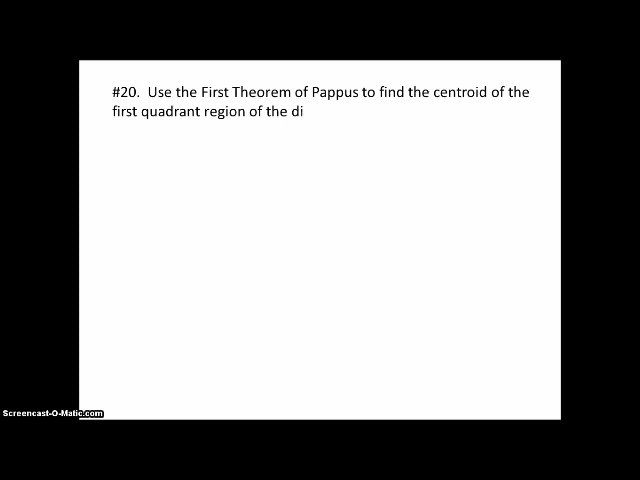 #20.  Use the First Theorem of Pappus to find the centroid of the
first quadrant region of the di
Screencast-O-Matic.com